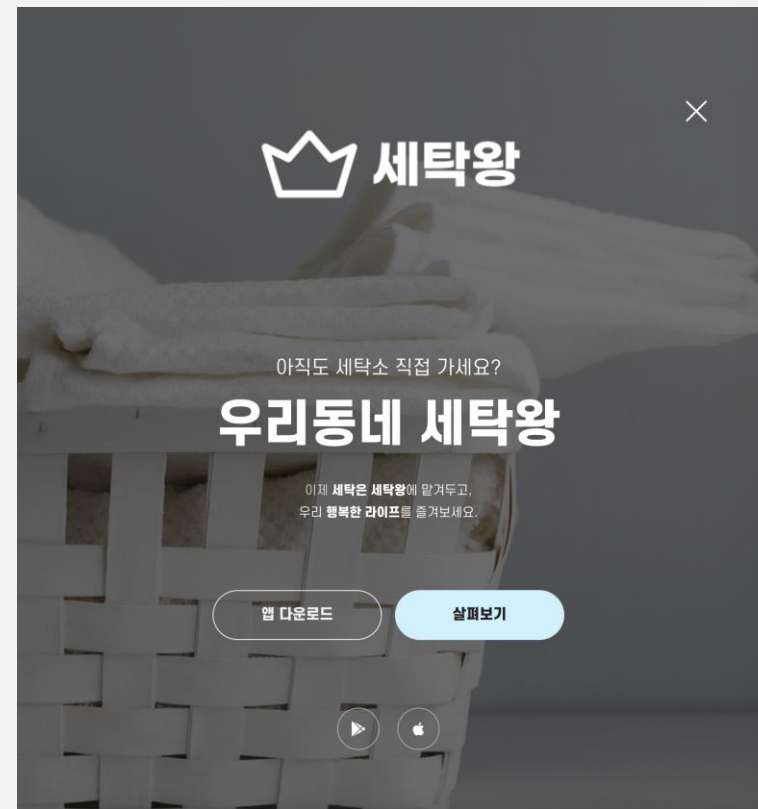 세탁왕
아직도 세탁소 직접 가세요?
우리동네 세탁왕
이제 세탁은 세탁왕에 맡겨두고,
우리 행복한 라이프를 즐겨보세요.
앱 다운로드
살펴보기